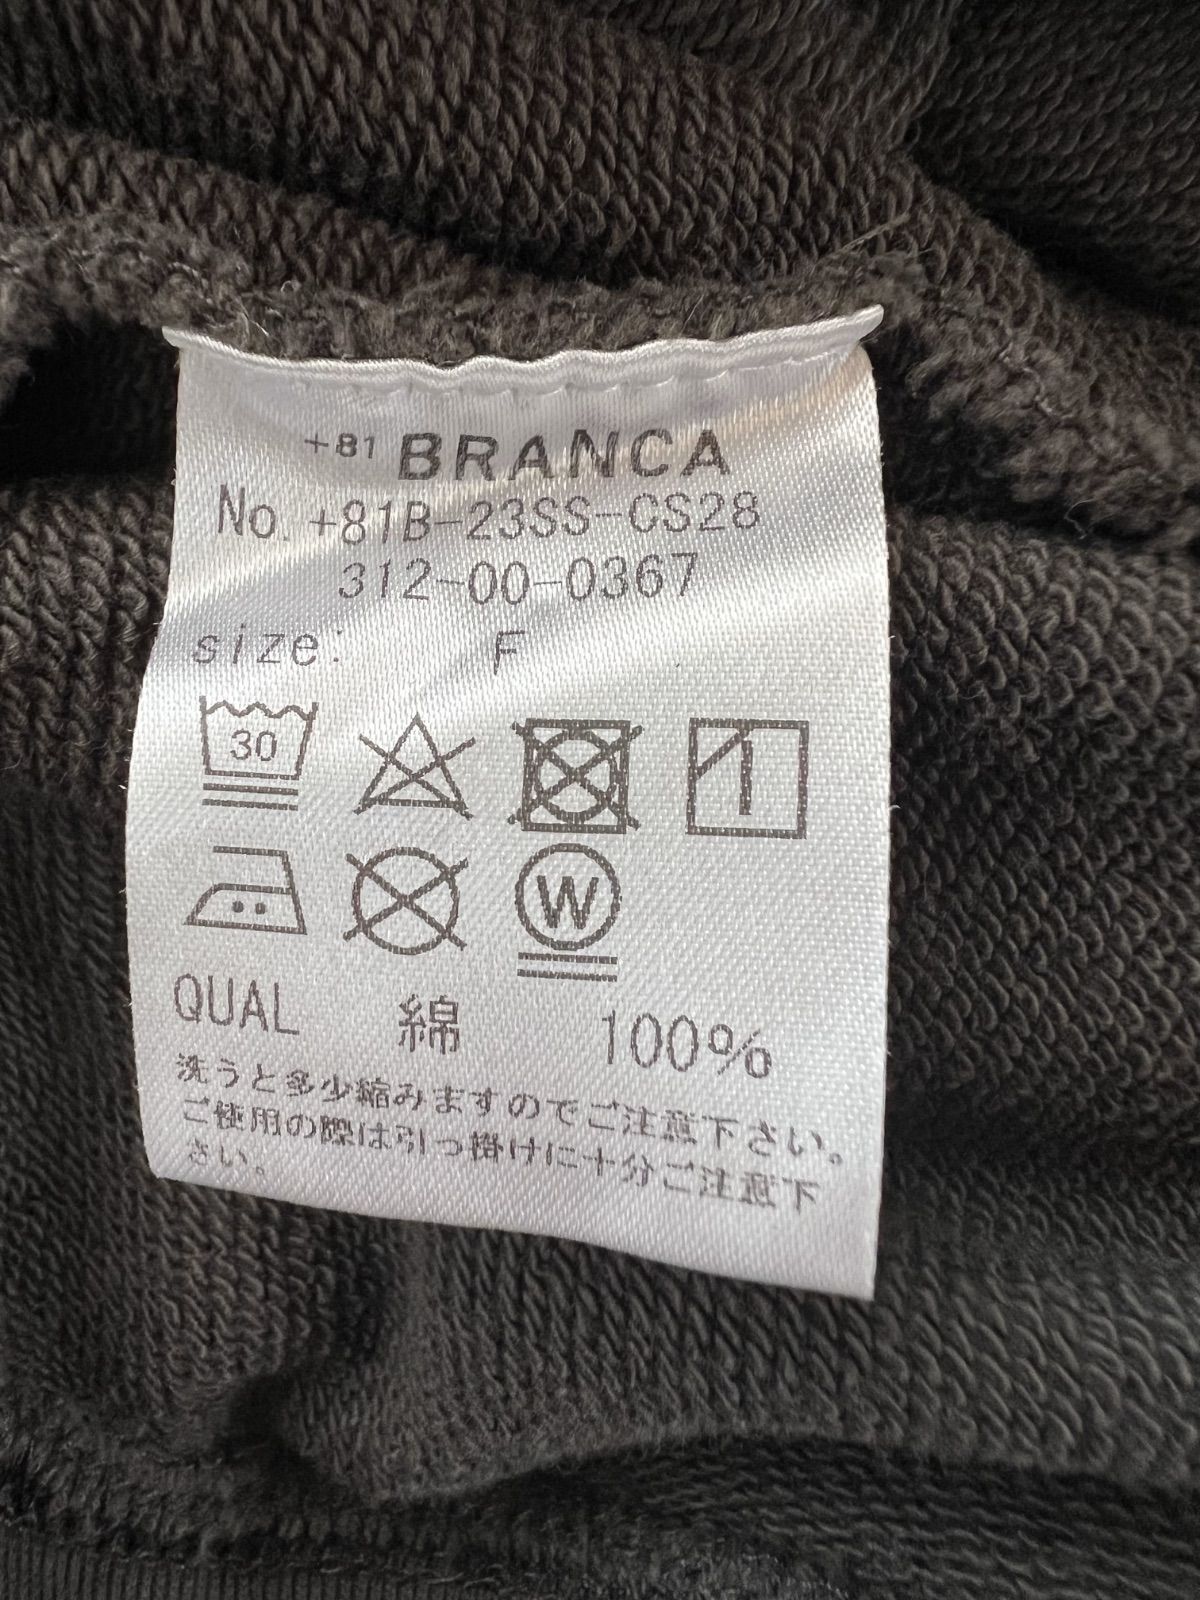 +81 BRANCA
No. +81B-23SS-CS28
312-00-0367
size: F
30
W
QUAL 綿 100%
洗うと多少縮みますのでご注意下さい。
ご使用の際は引っ掛けに十分ご注意下
さい。